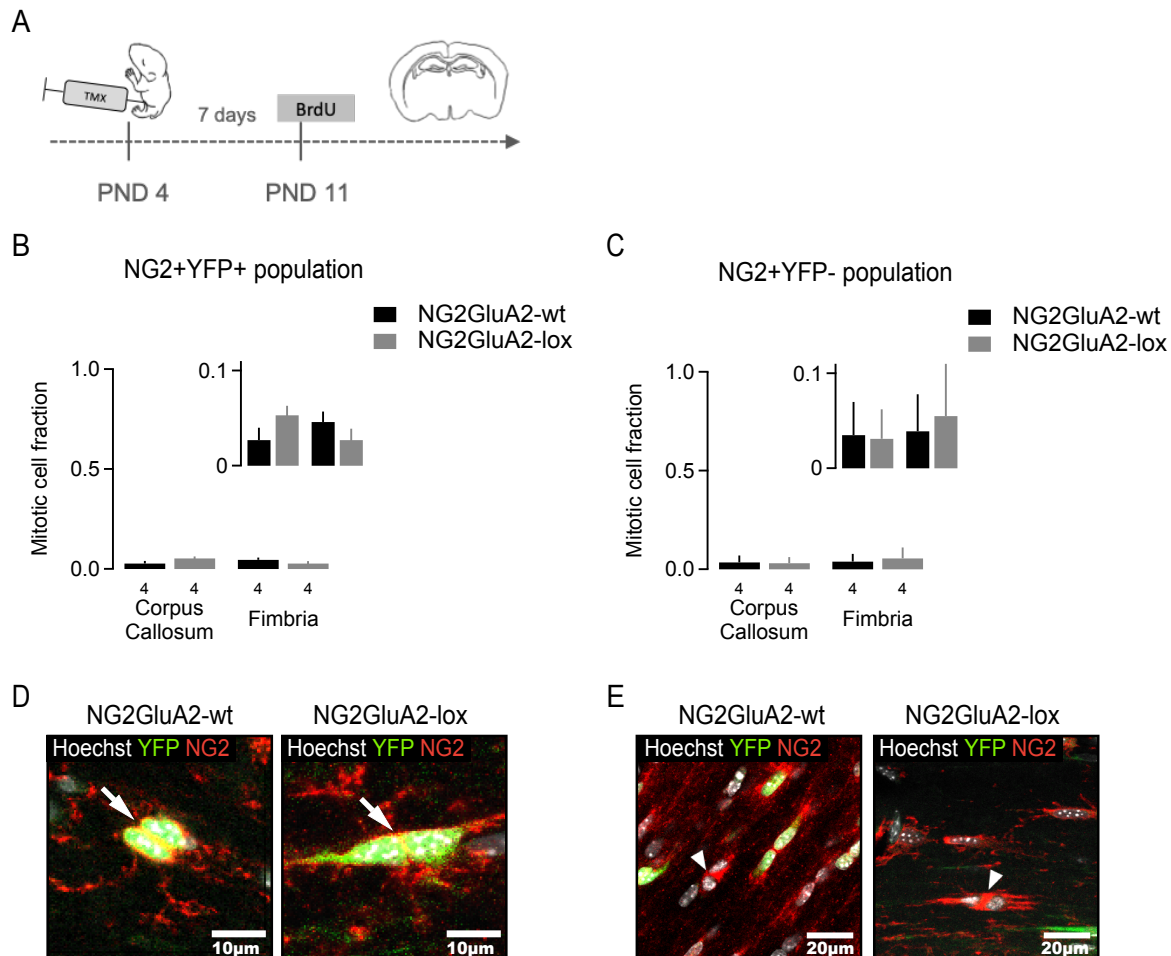 A
TMX
7 days
BrdU
PND 4
PND 11
B
NG2+YFP+ population
NG2GluA2-wt
NG2GluA2-lox
Mitotic cell fraction
1.0
0.5
0.0
0.1
0
4
4
4
4
Corpus
Callosum
Fimbria
C
NG2+YFP- population
NG2GluA2-wt
NG2GluA2-lox
Mitotic cell fraction
1.0
0.5
0.0
0.1
0
4
4
4
4
Corpus
Callosum
Fimbria
D
NG2GluA2-wt
NG2GluA2-lox
Hoechst YFP NG2
Hoechst YFP NG2
10µm
10µm
E
NG2GluA2-wt
NG2GluA2-lox
Hoechst YFP NG2
Hoechst YFP NG2
20µm
20µm